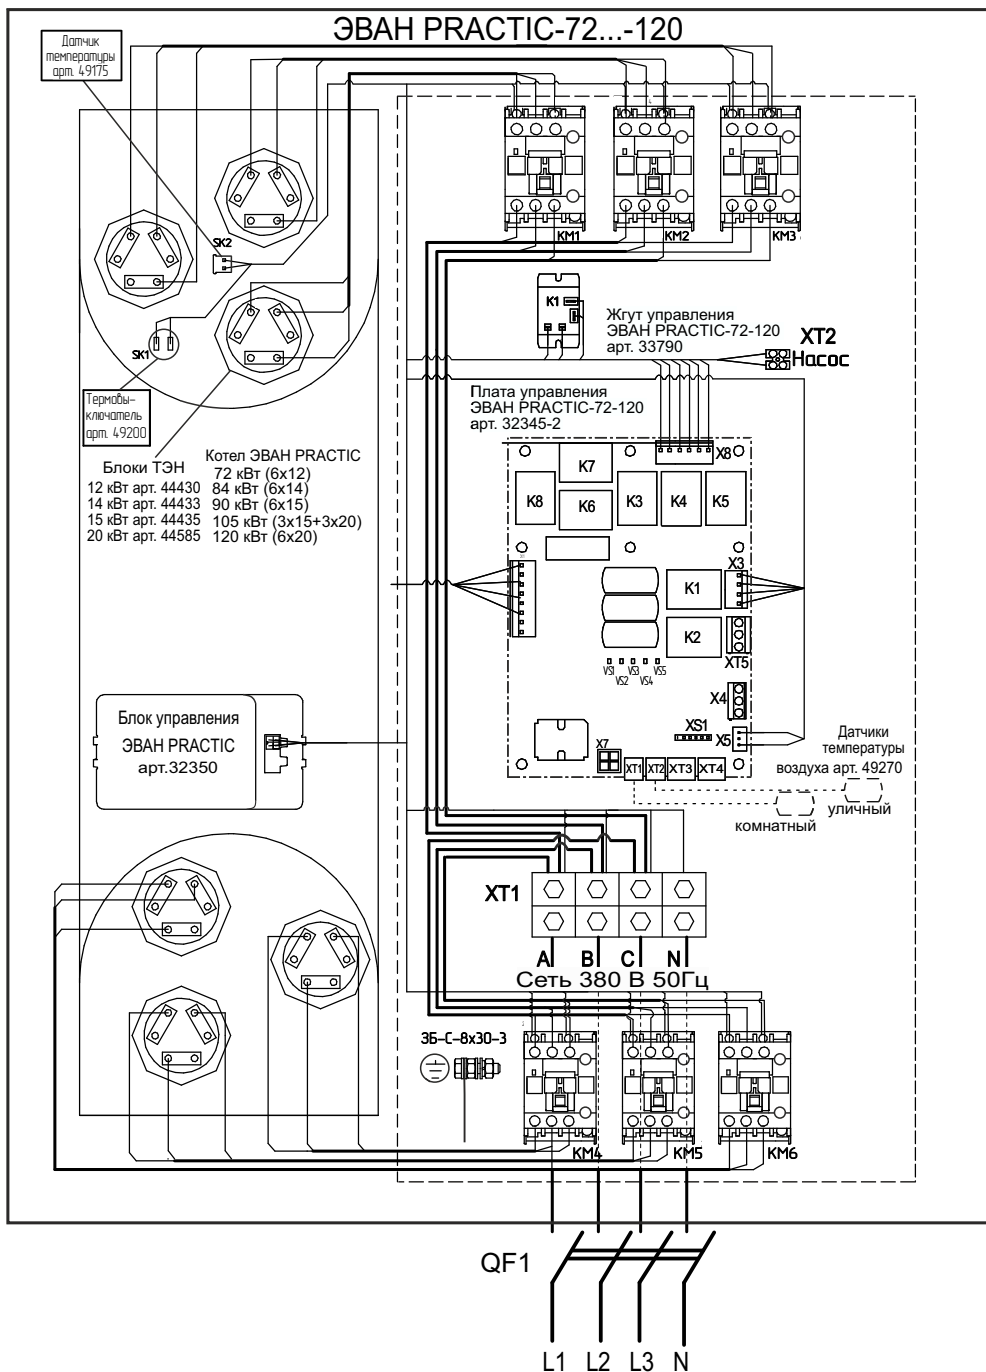 ЭВАН PRACTIC-72...-120
Датчик
температуры
арт. 49175
SK2
SK1
Термовы-
ключатель
арт. 49200
KM1
KM2
KM3
K1
Жгут управления
ЭВАН PRACTIC-72-120
арт. 33790
XT2
Насос
Плата управления
ЭВАН PRACTIC-72-120
арт. 32345-2
Блоки ТЭН
12 кВт арт. 44430
14 кВт арт. 44433
15 кВт арт. 44435
20 кВт арт. 44585
Котел ЭВАН PRACTIC
72 кВт (6х12)
84 кВт (6х14)
90 кВт (6х15)
105 кВт (3х15+3х20)
120 кВт (6х20)
X8
K7
K8
K6
K3
K4
K5
X3
K1
K2
XT5
VS1
VS2
VS3
VS4
VS5
X4
XS1
X5
X7
XT1
XT2
XT3
XT4
Датчики
температуры
воздуха арт. 49270
уличный
комнатный
Блок управления
ЭВАН PRACTIC
арт.32350
XT1
A
B
C
N
Сеть 380 В 50Гц
ЗБ-С-8х30-3
KM4
KM5
KM6
QF1
L1
L2
L3
N